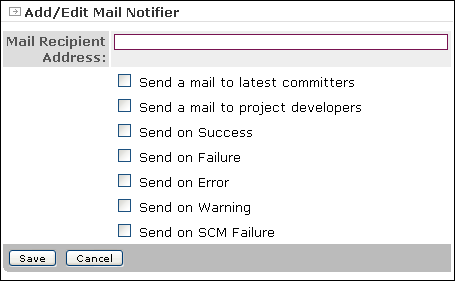 Add/Edit Mail Notifier
Mail Recipient
Address:
Send a mail to latest committers
Send a mail to project developers
Send on Success
Send on Failure
Send on Error
Send on Warning
Send on SCM Failure
Save Cancel